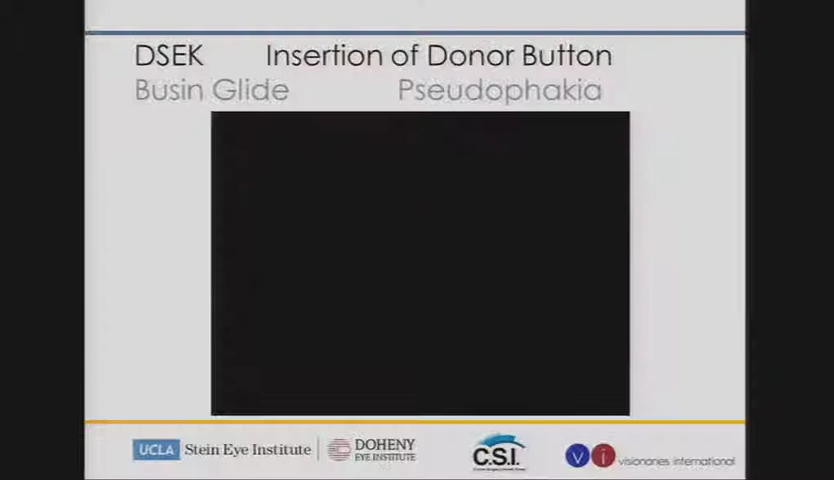 DSEK Insertion of Donor Button
Busin Glide Pseudophakia
UCLA Stein Eye Institute
DOHENY
EYE INSTITUTE
C.S.I.
vi visionaries international